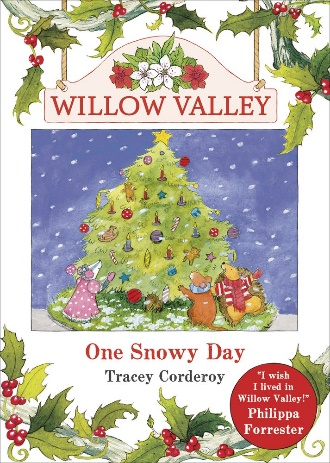 WILLOW VALLEY
One Snowy Day
Tracey Corderoy
"I wish
I lived in
Willow Valley!"
Philippa
Forrester